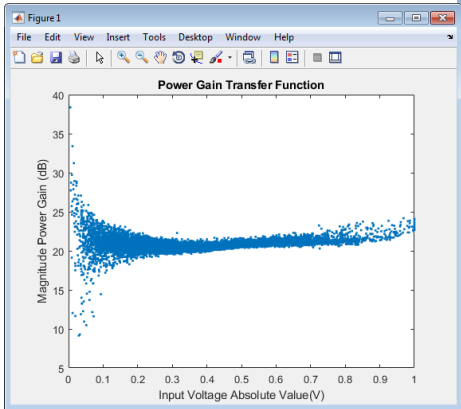 Figure 1
File Edit View Insert Tools Desktop Window Help
Power Gain Transfer Function
40
35
30
25
20
15
10
5
Magnitude Power Gain (dB)
0 0.1 0.2 0.3 0.4 0.5 0.6 0.7 0.8 0.9 1
Input Voltage Absolute Value(V)